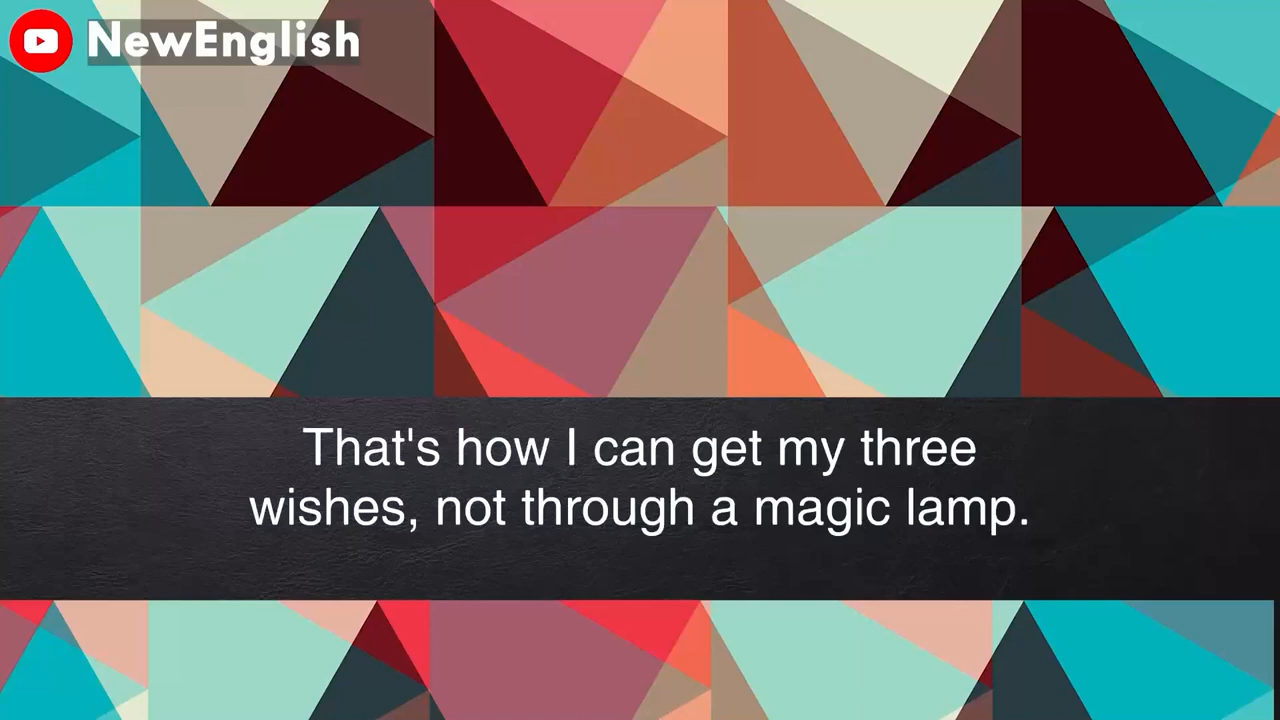 NewEnglish
That's how I can get my three
wishes, not through a magic lamp.